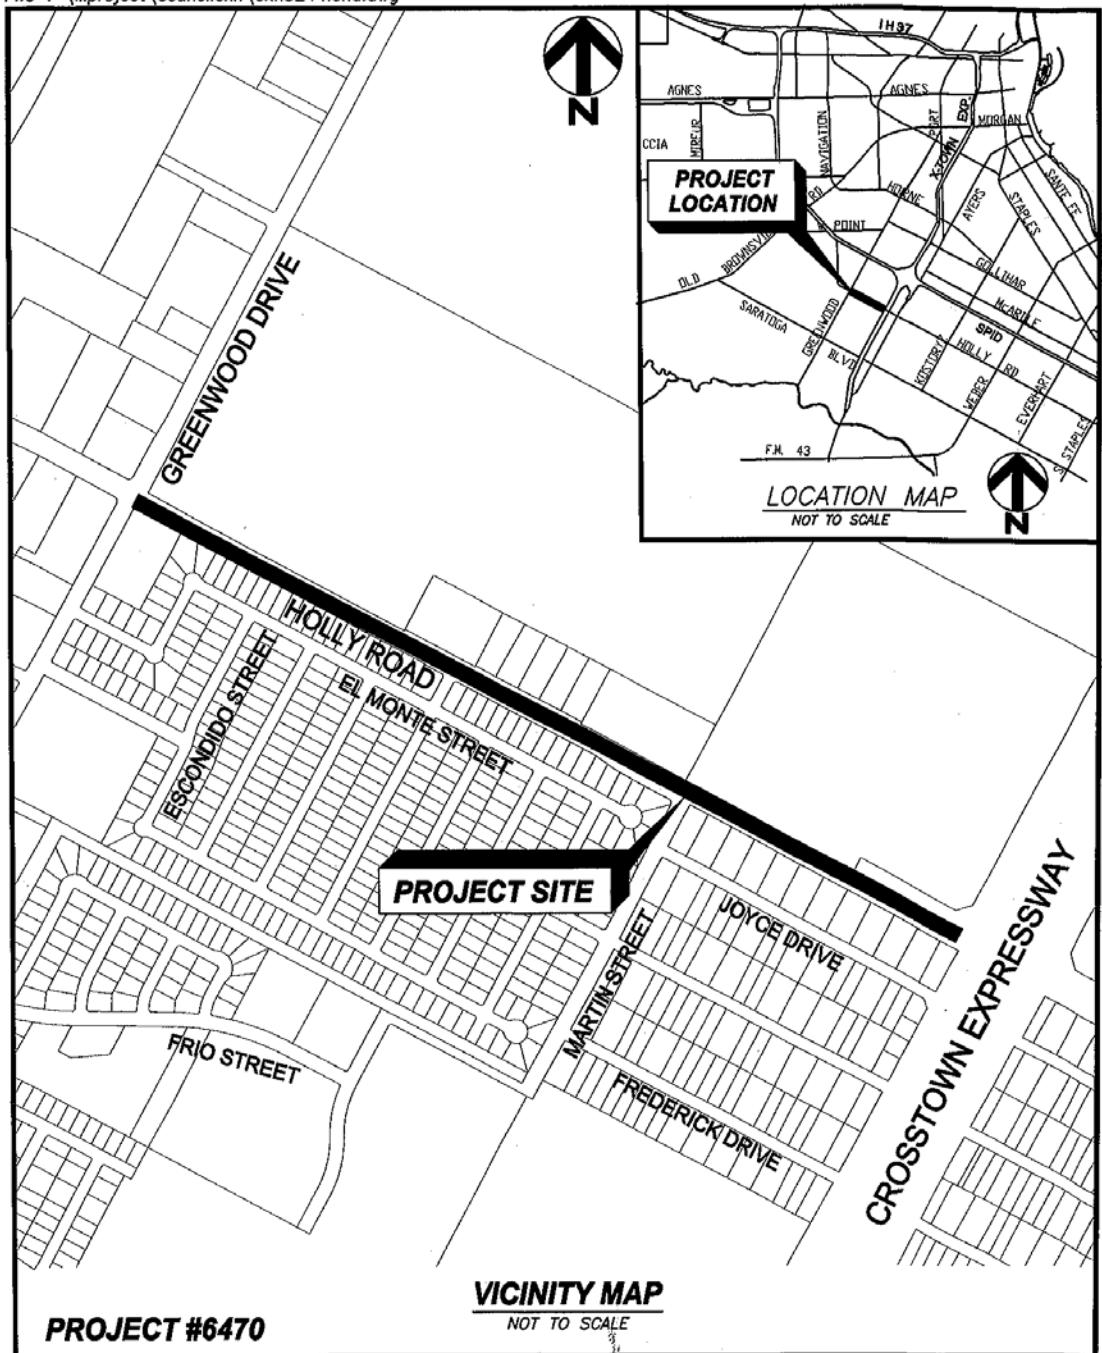 N
IH37
AGNES
AGNES
MIREUR
NAVIGATION
PORT
X-TOWN EXP.
MORGAN
CCIA
PROJECT
LOCATION
RD
HORNE
AYERS
STAPLES
SANTE FE
POINT
GOLLIHAR
OLD
SARATOGA
BLVD
GREENWOOD
McARDLE
SPID
HOLLY RD
KOSTORYZ
WEBER
EVERHART
S. STAPLES
F.M. 43
LOCATION MAP
NOT TO SCALE
N
GREENWOOD DRIVE
HOLLY ROAD
EL MONTE STREET
ESCONDIDO STREET
PROJECT SITE
JOYCE DRIVE
MARTIN STREET
CROSSTOWN EXPRESSWAY
FRIO STREET
FREDERICK DRIVE
VICINITY MAP
NOT TO SCALE
PROJECT #6470